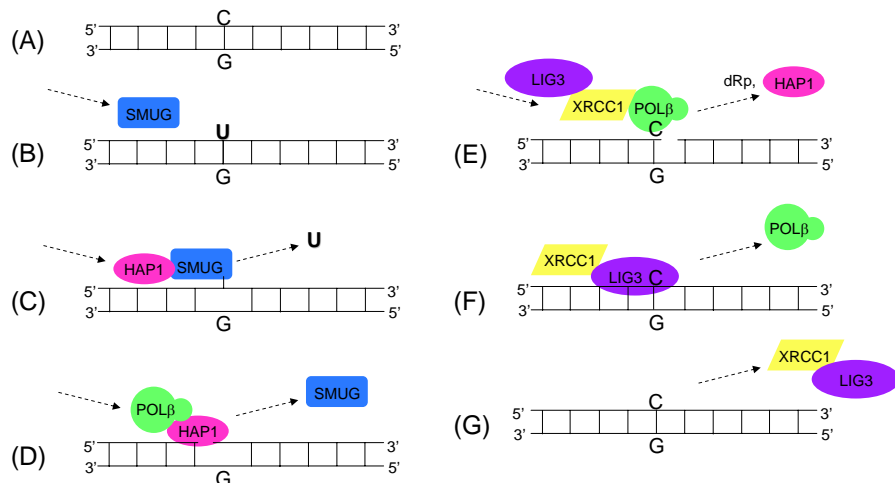 (A)
C
5’ 3’
3’ 5’
G
SMUG
U
(B)
5’ 3’
3’ 5’
G
U
HAP1 SMUG
(C)
5’ 3’
3’ 5’
G
SMUG
POLβ
HAP1
(D)
5’ 3’
3’ 5’
G
LIG3
dRp, HAP1
XRCC1 POLβ
C
(E)
5’ 3’
3’ 5’
G
POLβ
XRCC1
LIG3 C
(F)
5’ 3’
3’ 5’
G
XRCC1
LIG3
C
(G)
5’ 3’
3’ 5’
G